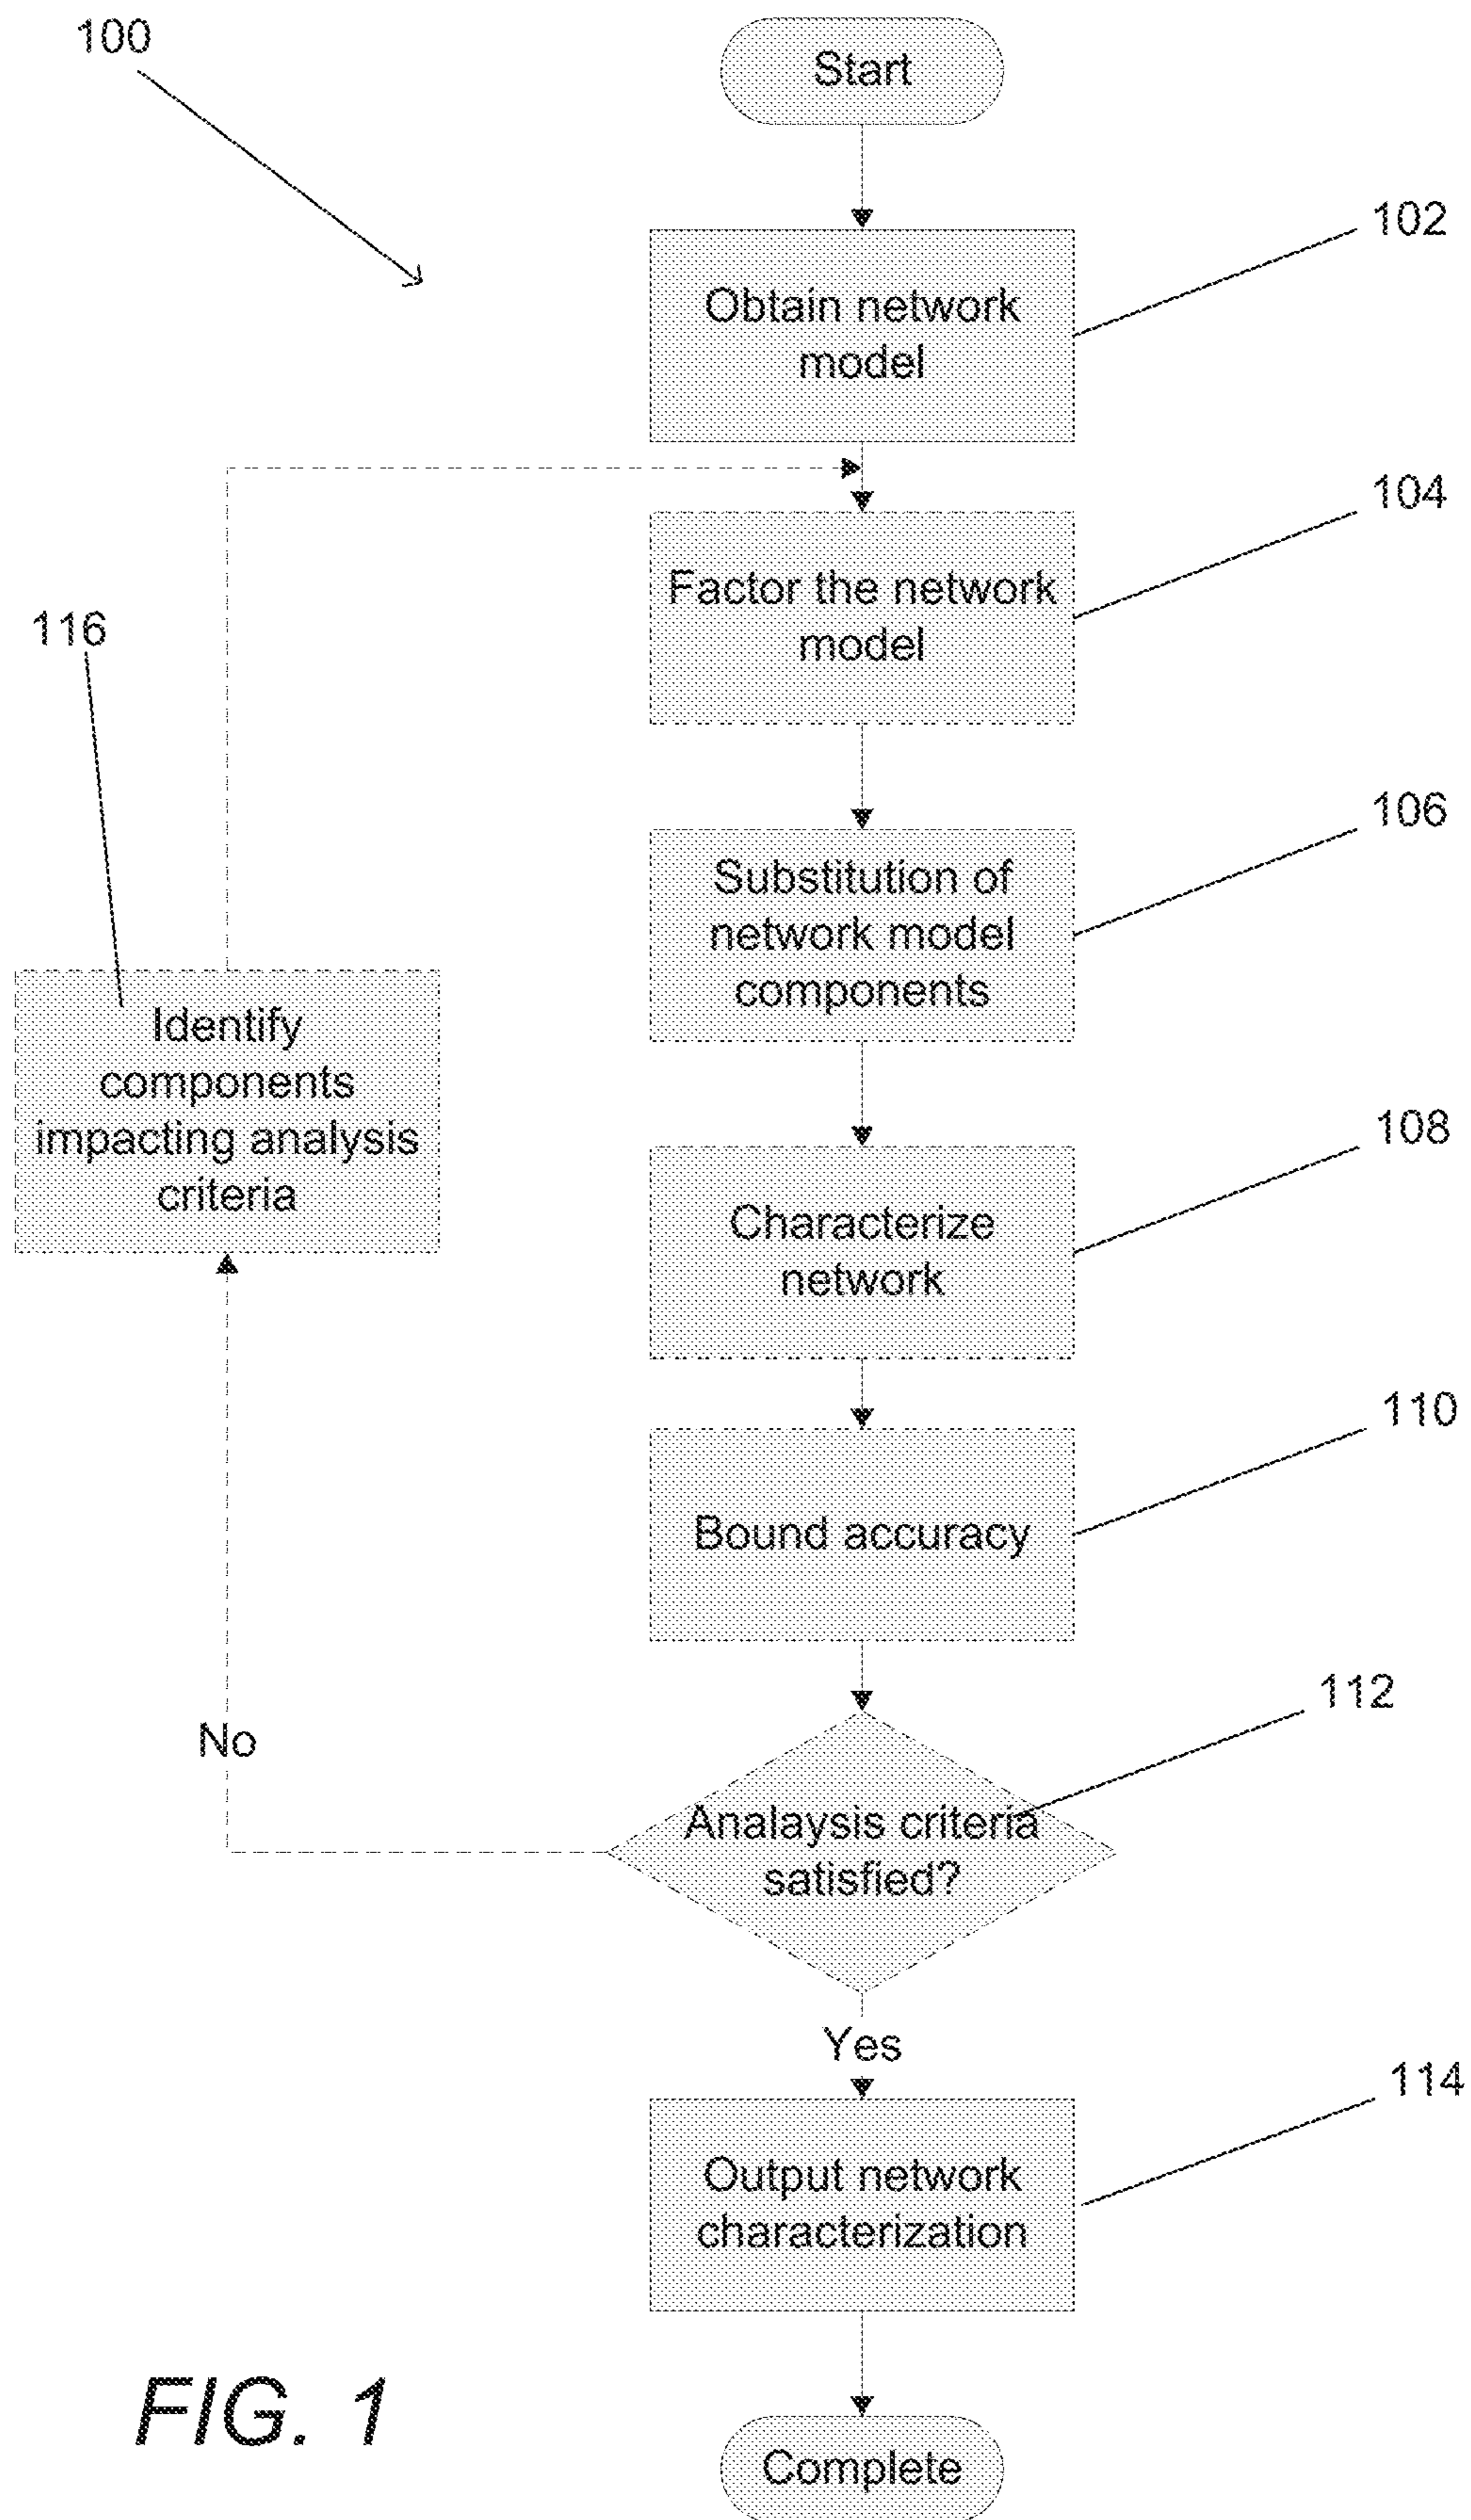 100
Start
102
Obtain network
model
104
Factor the network
model
106
Substitution of
network model
components
116
Identify
components
impacting analysis
criteria
108
Characterize
network
110
Bound accuracy
112
Analaysis criteria
satisfied?
No
Yes
114
Output network
characterization
Complete
FIG. 1